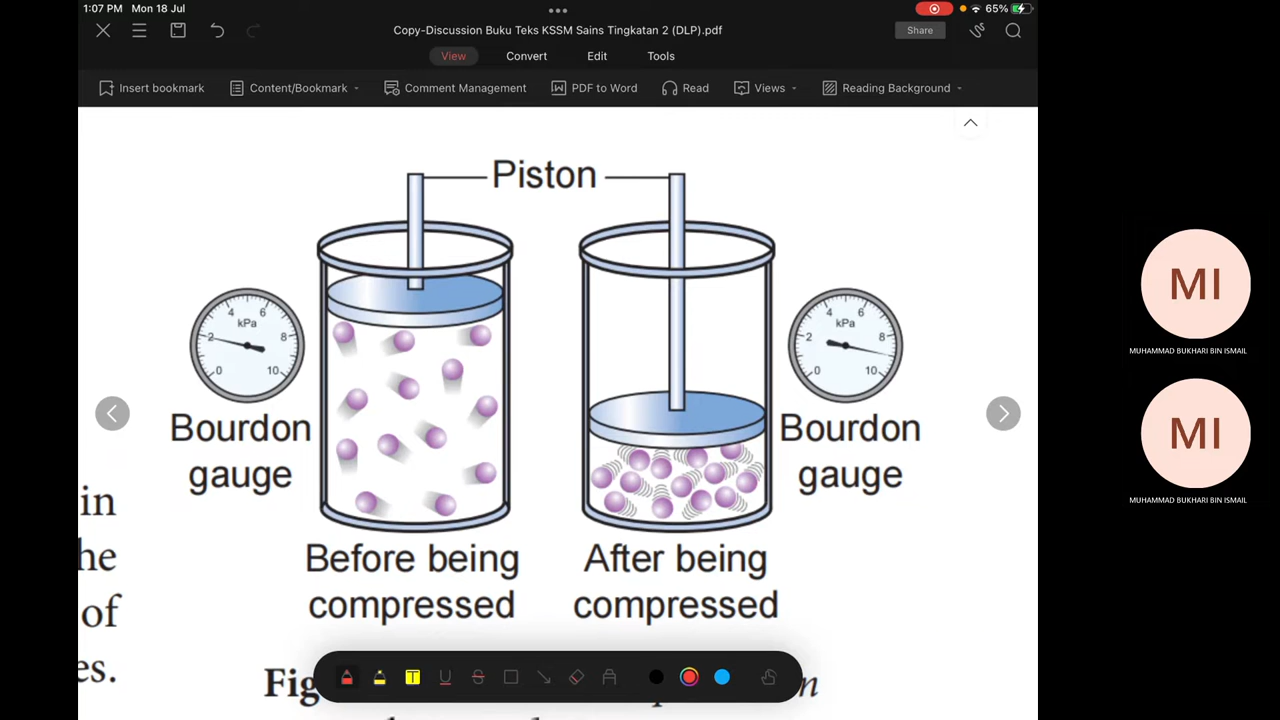 1:07 PM Mon 18 Jul
65%
Copy-Discussion Buku Teks KSSM Sains Tingkatan 2 (DLP).pdf
Share
View Convert Edit Tools
Insert bookmark Content/Bookmark Comment Management PDF to Word Read Views Reading Background
Piston
4 6
kPa
2 8
0 10
4 6
kPa
2 8
0 10
Bourdon
gauge
Bourdon
gauge
in
he
of
es.
Before being
compressed
After being
compressed
Fig
n
T U S
MI
MUHAMMAD BUKHARI BIN ISMAIL
MI
MUHAMMAD BUKHARI BIN ISMAIL